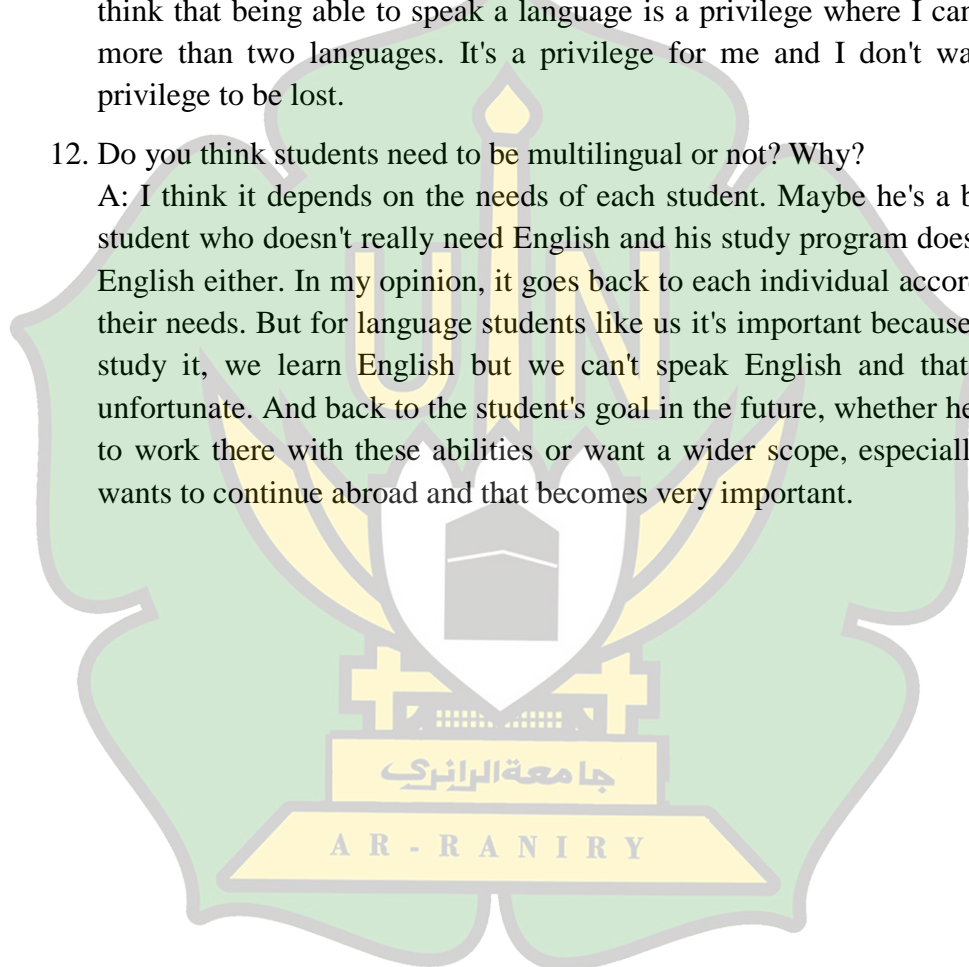 think that being able to speak a language is a privilege where I can
more than two languages. It's a privilege for me and I don't wa
privilege to be lost.
12. Do you think students need to be multilingual or not? Why?
A: I think it depends on the needs of each student. Maybe he's a b
student who doesn't really need English and his study program does
English either. In my opinion, it goes back to each individual accor
their needs. But for language students like us it's important because
study it, we learn English but we can't speak English and that
unfortunate. And back to the student's goal in the future, whether he
to work there with these abilities or want a wider scope, especiall
wants to continue abroad and that becomes very important.
UIN
جامعة الرانري
AR-RANIRY